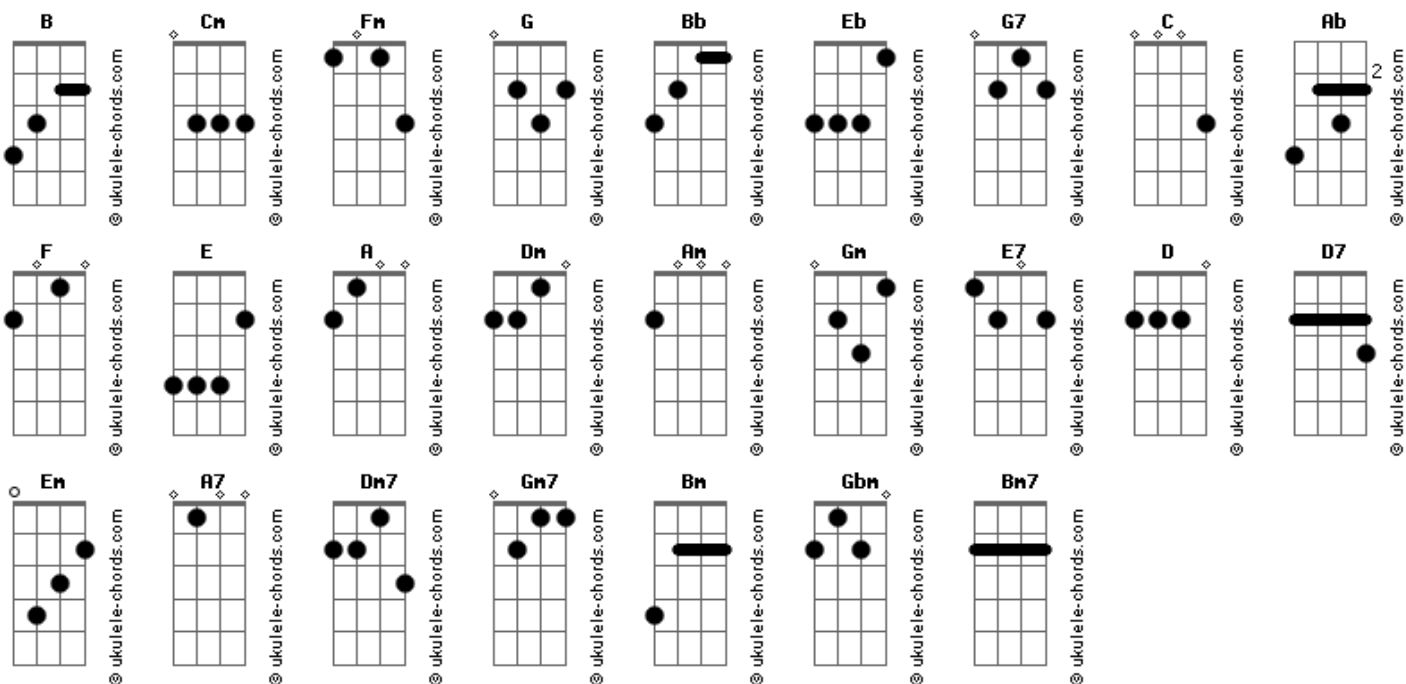 B Cm Fm G Bb Eb G7 C Ab
2
© ukulele-chords.com © ukulele-chords.com © ukulele-chords.com © ukulele-chords.com © ukulele-chords.com © ukulele-chords.com © ukulele-chords.com © ukulele-chords.com © ukulele-chords.com
F E A Dm Am Gm E7 D D7
© ukulele-chords.com © ukulele-chords.com © ukulele-chords.com © ukulele-chords.com © ukulele-chords.com © ukulele-chords.com © ukulele-chords.com © ukulele-chords.com © ukulele-chords.com
Em A7 Dm7 Gm7 Bm Gbm Bm7
© ukulele-chords.com © ukulele-chords.com © ukulele-chords.com © ukulele-chords.com © ukulele-chords.com © ukulele-chords.com © ukulele-chords.com